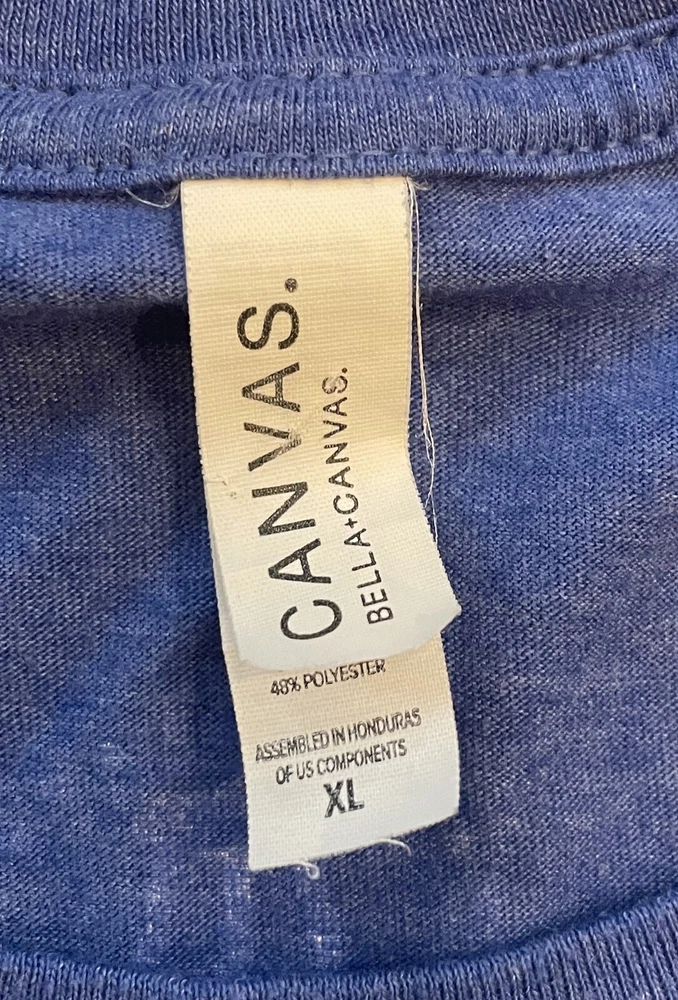 CANVAS.
BELLA+CANVAS.
48% POLYESTER
ASSEMBLED IN HONDURAS
OF US COMPONENTS
XL